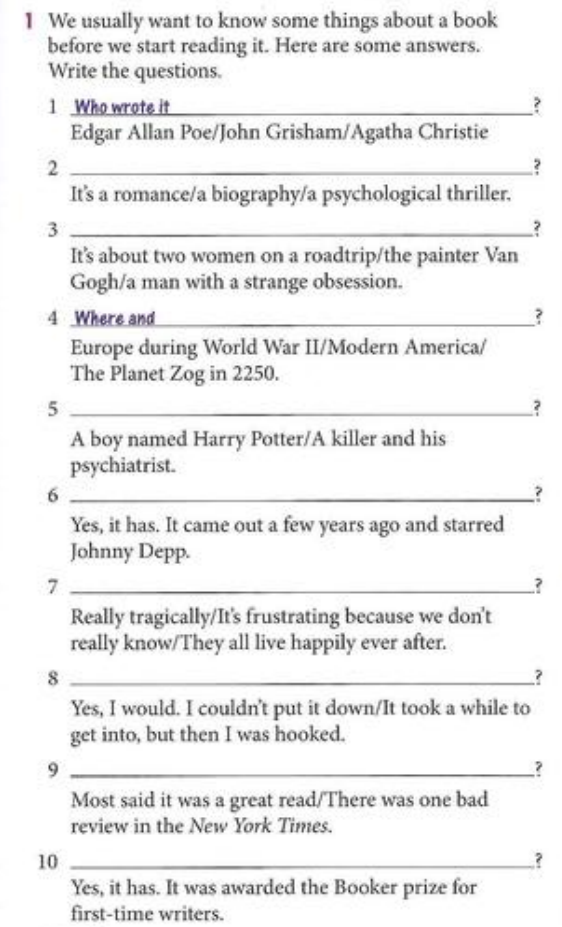 1 We usually want to know some things about a book
before we start reading it. Here are some answers.
Write the questions.
1 Who wrote it ?
Edgar Allan Poe/John Grisham/Agatha Christie
2 ?
It's a romance/a biography/a psychological thriller.
3 ?
It's about two women on a roadtrip/the painter Van
Gogh/a man with a strange obsession.
4 Where and ?
Europe during World War II/Modern America/
The Planet Zog in 2250.
5 ?
A boy named Harry Potter/A killer and his
psychiatrist.
6 ?
Yes, it has. It came out a few years ago and starred
Johnny Depp.
7 ?
Really tragically/It's frustrating because we don't
really know/They all live happily ever after.
8 ?
Yes, I would. I couldn't put it down/It took a while to
get into, but then I was hooked.
9 ?
Most said it was a great read/There was one bad
review in the New York Times.
10 ?
Yes, it has. It was awarded the Booker prize for
first-time writers.